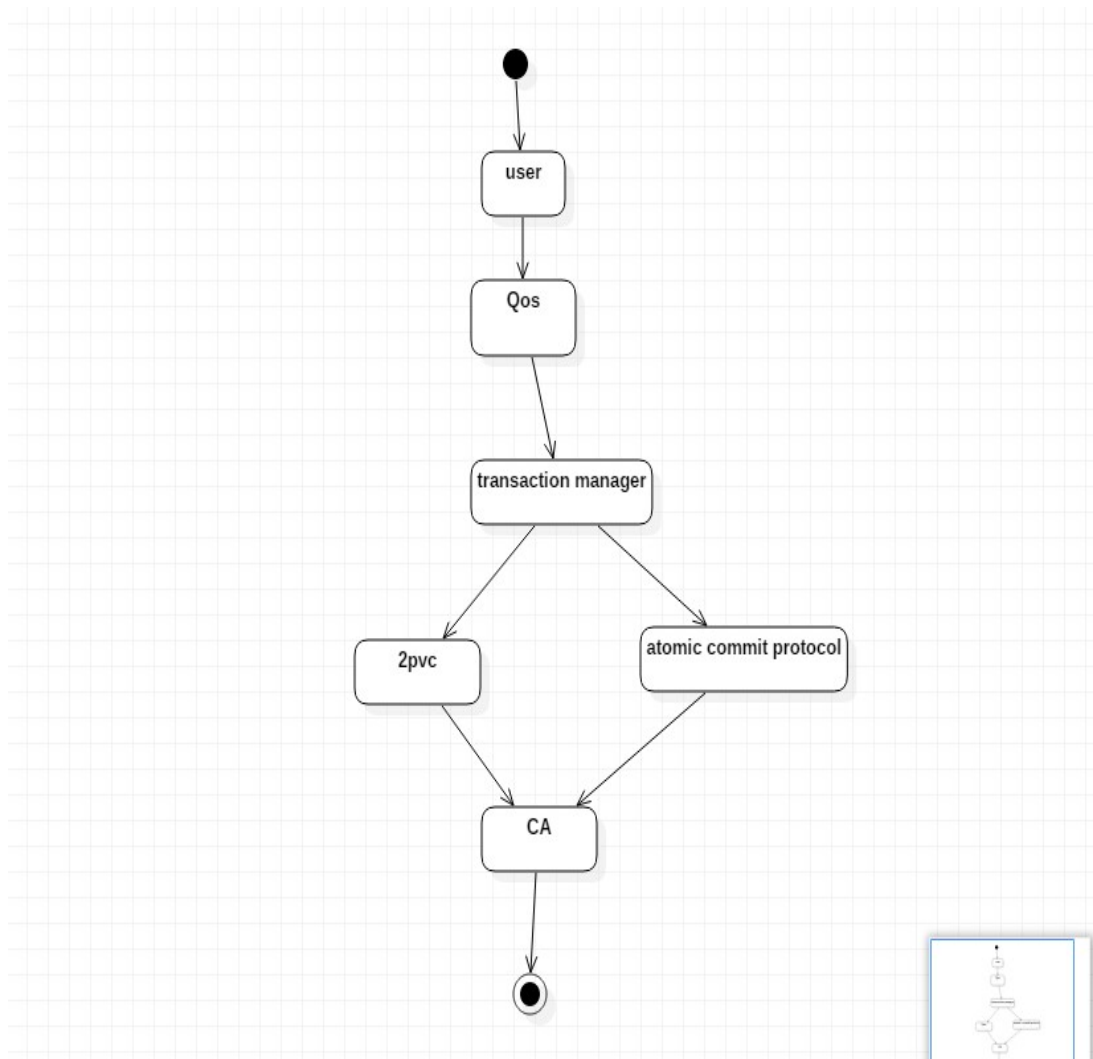 user
Qos
transaction manager
2pvc
atomic commit protocol
CA